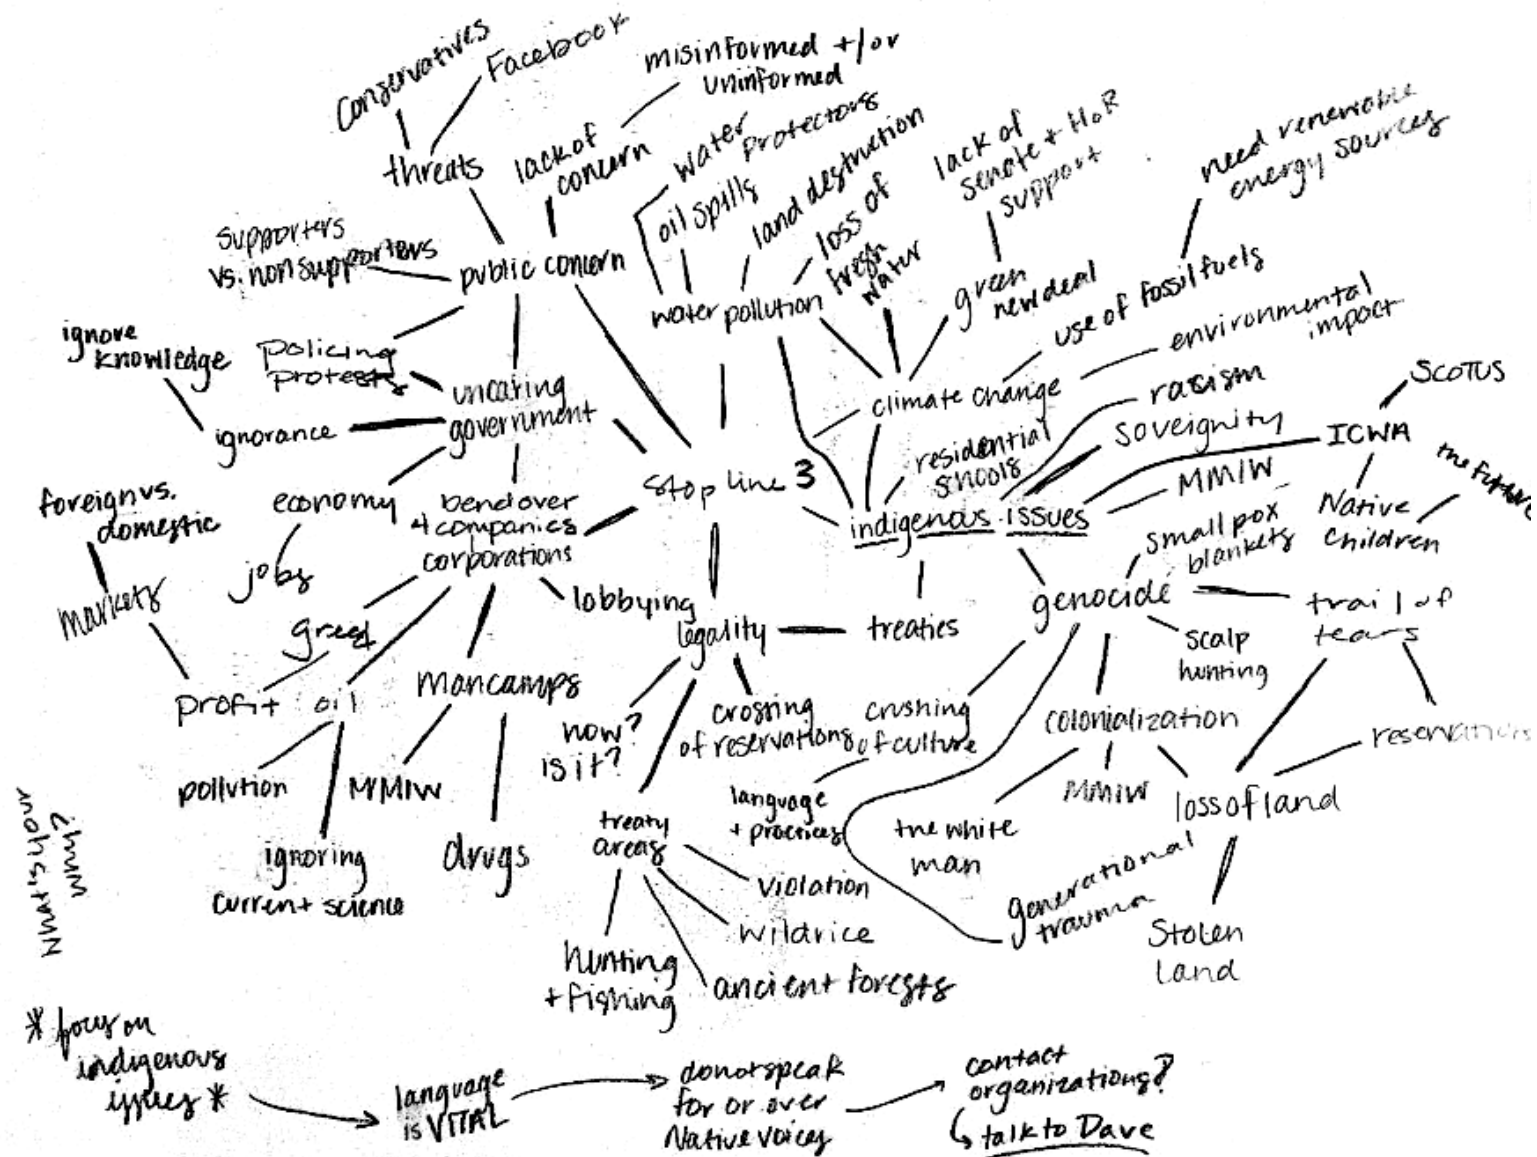 Conservatives
Facebook
threats
misinformed +/or
uninformed
lack of
concern
supporters
vs. nonsupporters
public concern
water
protectors
oil spills
land destruction
loss of
fresh
water
water pollution
lack of
senate + HoR
support
green
new deal
need renewable
energy sources
use of fossil fuels
environmental
impact
climate change
ignore
knowledge
policing
protests
uncaring
government
ignorance
economy
jobs
foreign vs.
domestic
markets
profit
greed
bend over
4 companies
corporations
stop line 3
residential
schools
racism
soveignity
ICWA
SCOTUS
MMIW
Native
children
the future
indigenous issues
small pox
blankets
genocide
trail of
tears
scalp
hunting
reservations
lobbying
legality
treaties
oil
mancamps
pollution
MMIW
ignoring
current science
drugs
how?
is it?
crossing
of reservations
crushing
of culture
language
+ practices
colonialization
MMIW
the white
man
loss of land
generational
trauma
Stolen
land
treaty
areas
violation
wild rice
ancient forests
hunting
+ fishing
What is your
* focus on
indigenous
issues *
language
is VITAL
do not speak
for or over
Native voices
contact
organizations?
talk to Dave